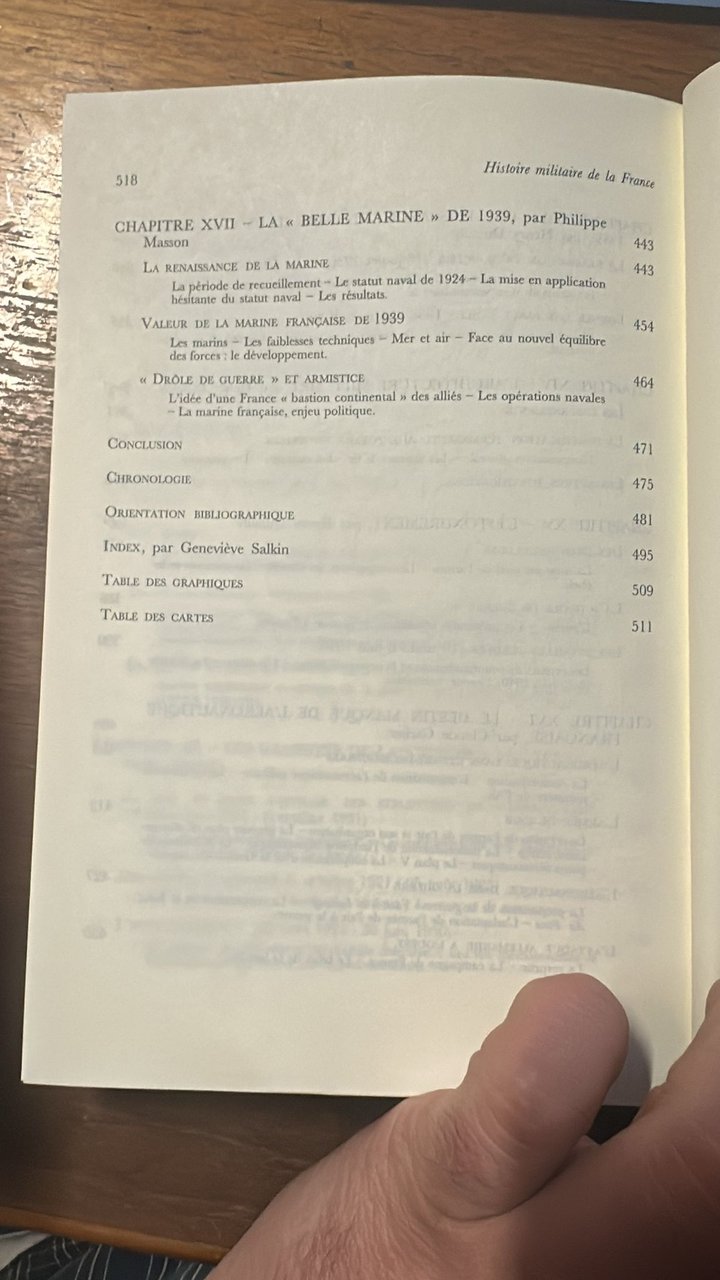 518
Histoire militaire de la France
CHAPITRE XVII – LA « BELLE MARINE » DE 1939, par Philippe
Masson 443
LA RENAISSANCE DE LA MARINE 443
La période de recueillement – Le statut naval de 1924 – La mise en application
hésitante du statut naval – Les résultats.
VALEUR DE LA MARINE FRANÇAISE DE 1939 454
Les marins – Les faiblesses techniques – Mer et air – Face au nouvel équilibre
des forces : le développement.
« DRÔLE DE GUERRE » ET ARMISTICE 464
L'idée d'une France « bastion continental » des alliés – Les opérations navales
– La marine française, enjeu politique.
CONCLUSION 471
CHRONOLOGIE 475
ORIENTATION BIBLIOGRAPHIQUE 481
INDEX, par Geneviève Salkin 495
TABLE DES GRAPHIQUES 509
TABLE DES CARTES 511